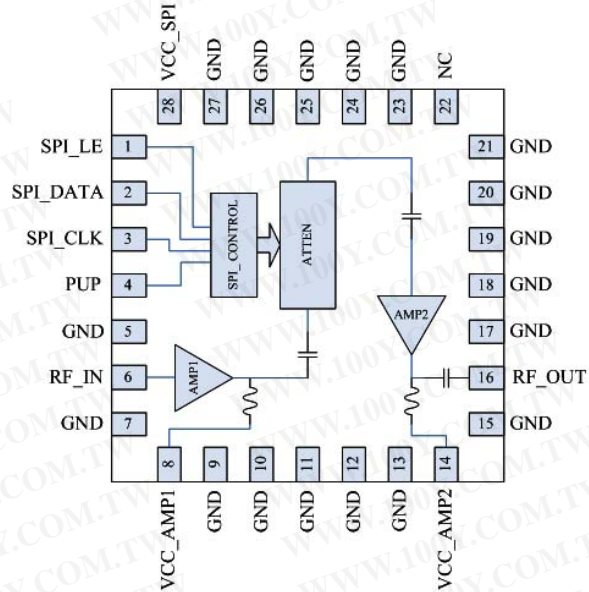 VCC_SPI
GND
GND
GND
GND
GND
NC
28
27
26
25
24
23
22
SPI_LE
1
21
GND
SPI_DATA
2
20
GND
SPI_CLK
3
19
GND
PUP
4
18
GND
GND
5
17
GND
RF_IN
6
16
RF_OUT
GND
7
15
GND
SPI_CONTROL
ATTEN
AMP2
AMP1
8
9
10
11
12
13
14
VCC_AMP1
GND
GND
GND
GND
GND
VCC_AMP2
WWW.100Y.COM.TW